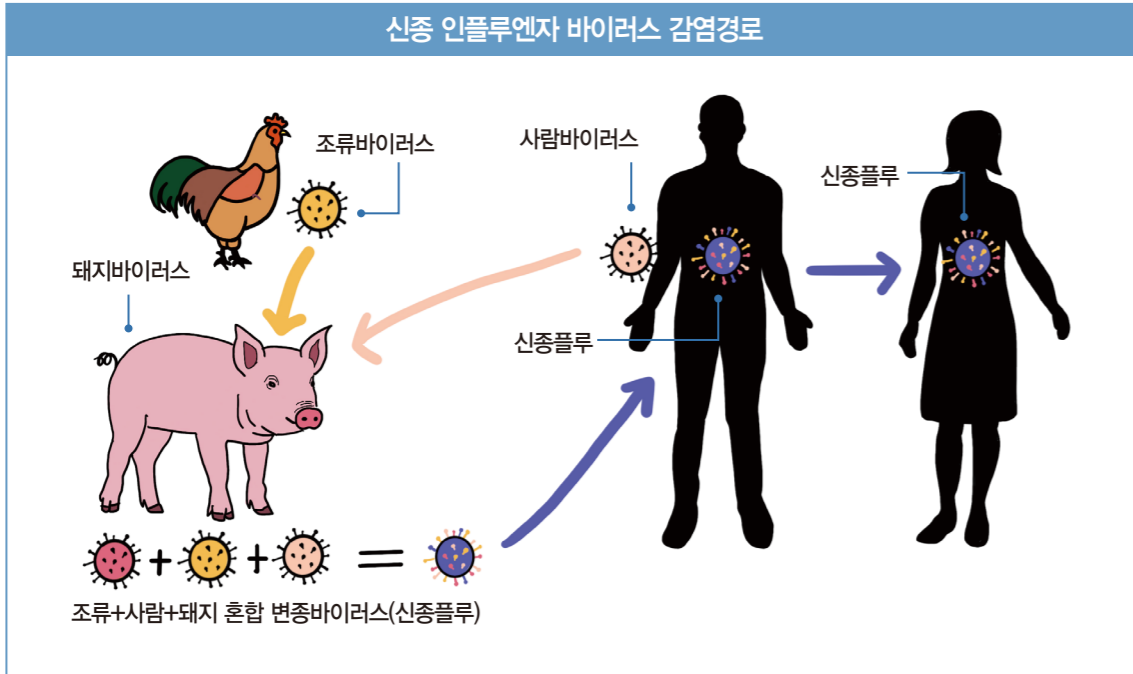 신종 인플루엔자 바이러스 감염경로
조류바이러스
사람바이러스
신종플루
돼지바이러스
신종플루
조류+사람+돼지 혼합 변종바이러스(신종플루)